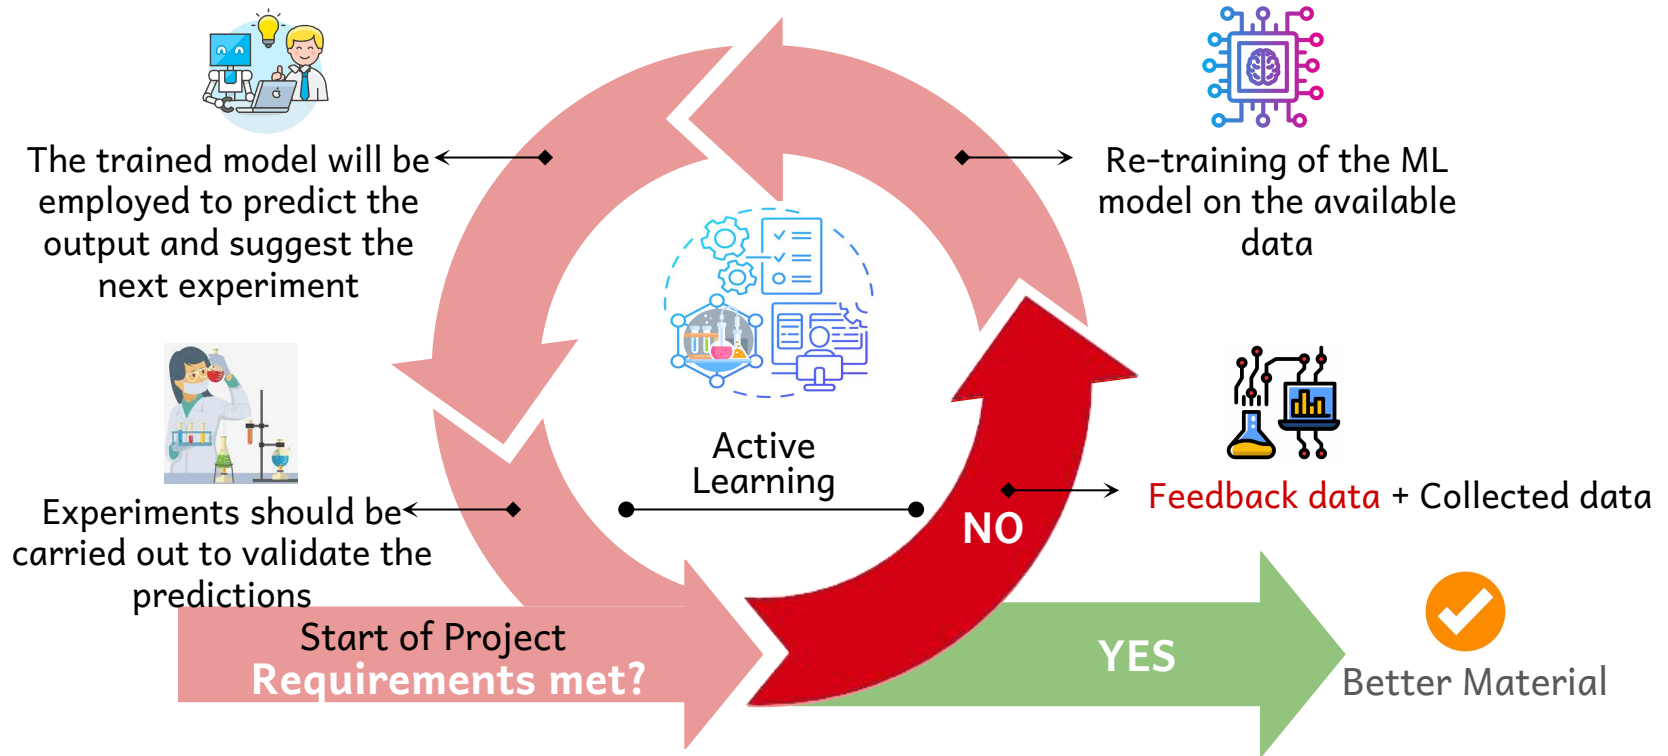 The trained model will be
employed to predict the
output and suggest the
next experiment
Re-training of the ML
model on the available
data
Active
Learning
Experiments should be
carried out to validate the
predictions
NO
Feedback data + Collected data
Start of Project
Requirements met?
YES
Better Material